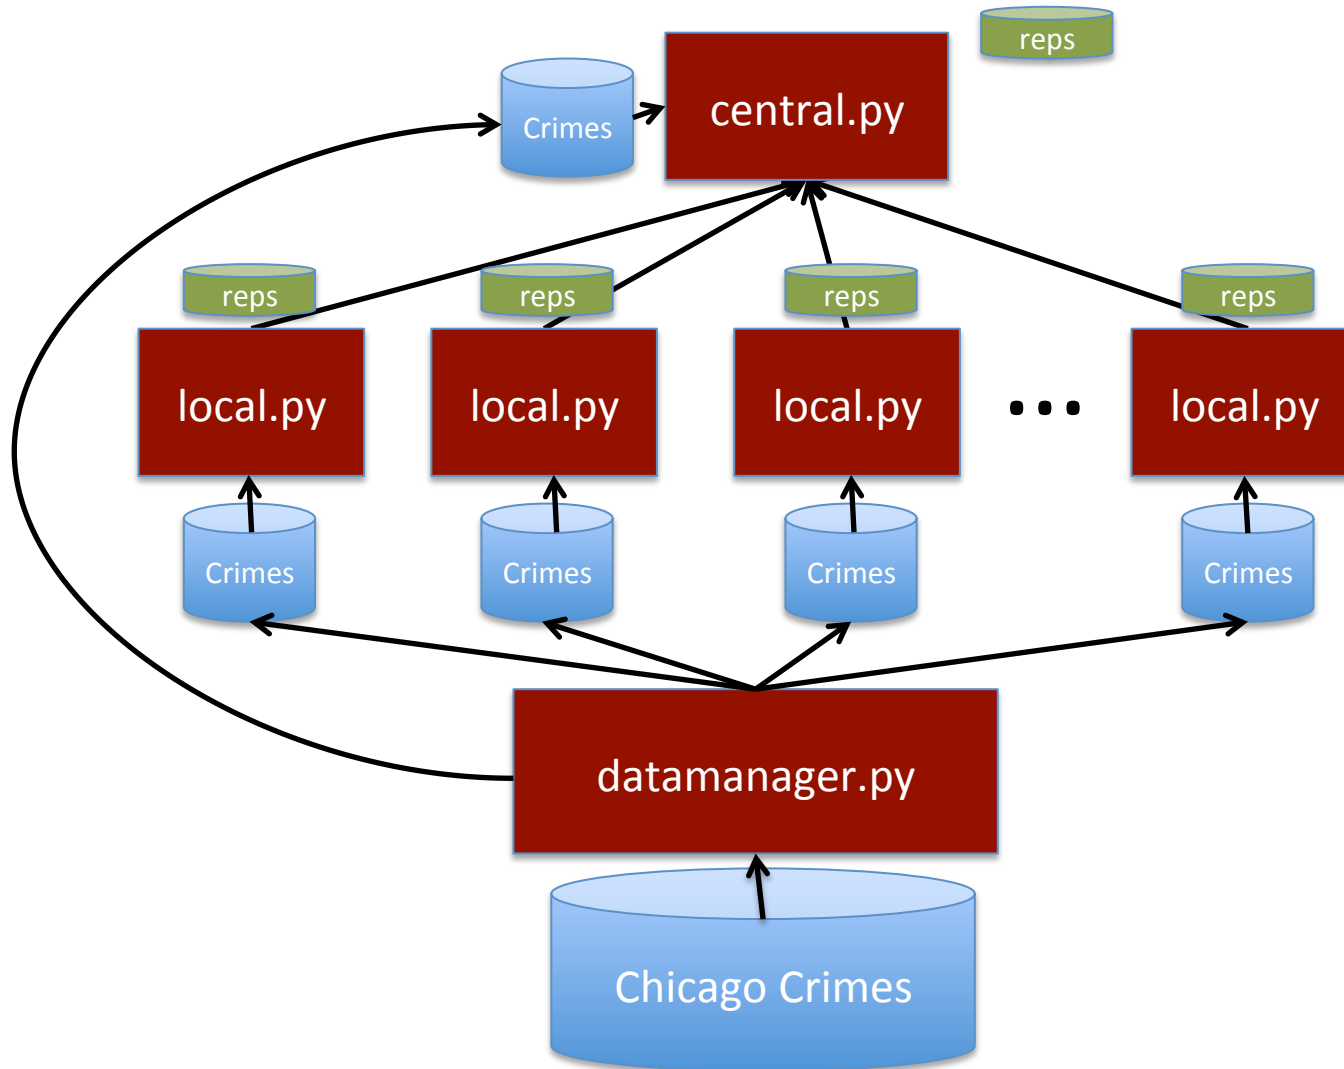 reps
central.py
Crimes
reps
reps
reps
reps
local.py
local.py
local.py
...
local.py
Crimes
Crimes
Crimes
Crimes
datamanager.py
Chicago Crimes